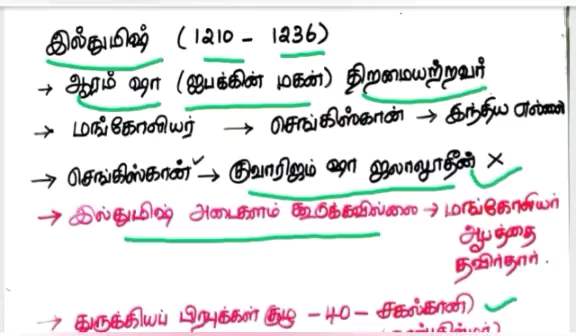 இல்துமிஷ் (1210 - 1236)
→ ஆரம் ஷா (ஐபக்கின் மகன்) திறமையற்றவர்
→ மங்கோலியர் → செங்கிஸ்கான் → இந்திய எல்லை
→ செங்கிஸ்கான் → குவாரிஜம் ஷா ஜலாலூதீன் ×
→ இல்துமிஷ் அடைகளம் கூடுக்கவில்லை → மங்கோலியர்
ஆபத்தை
தவிர்தார்.
→ துருக்கியப் பிரபுக்கள் குழு - 40 - சகல்கானி)